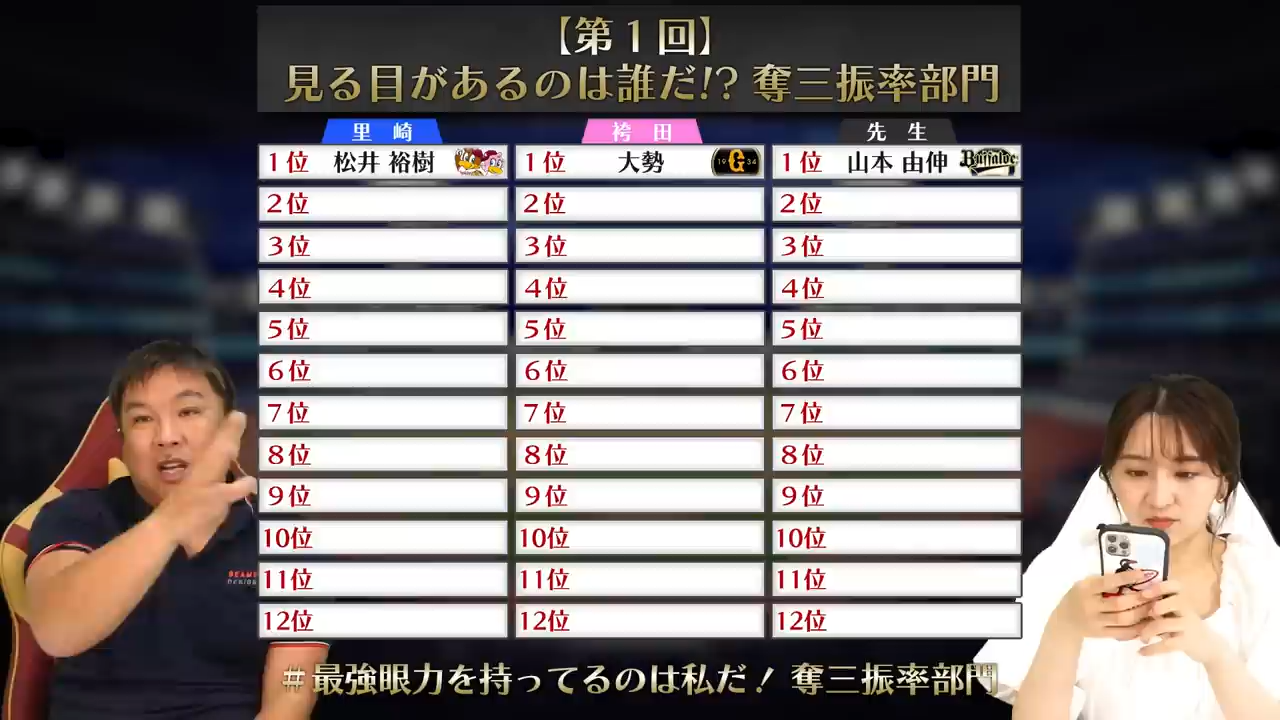 【第1回】
見る目があるのは誰だ!? 奪三振率部門
里崎 袴田 先生
1位 松井 裕樹 1位 大勢 19 G 34 1位 山本 由伸 Buffaloes
2位 2位 2位
3位 3位 3位
4位 4位 4位
5位 5位 5位
6位 6位 6位
7位 7位 7位
8位 8位 8位
9位 9位 9位
10位 10位 10位
11位 11位 11位
12位 12位 12位
#最強眼力を持ってるのは私だ! 奪三振率部門